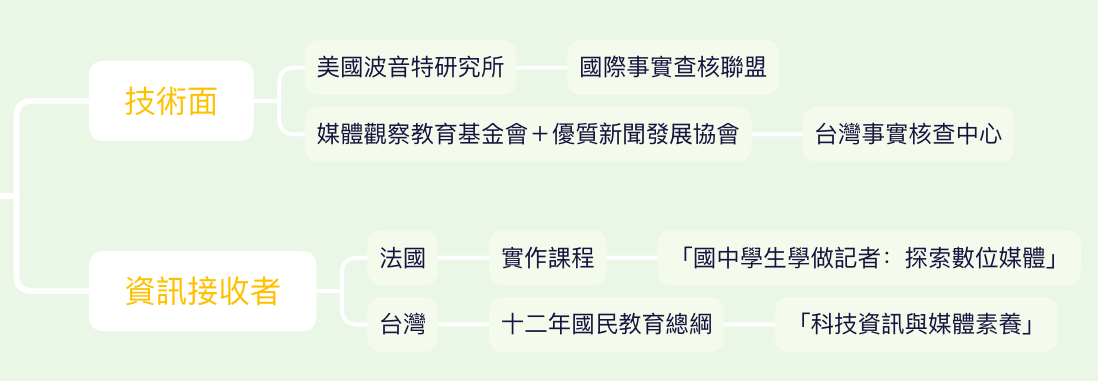 技術面
美國波音特研究所
國際事實查核聯盟
媒體觀察教育基金會＋優質新聞發展協會
台灣事實核查中心
資訊接收者
法國
實作課程
「國中學生學做記者：探索數位媒體」
台灣
十二年國民教育總綱
「科技資訊與媒體素養」